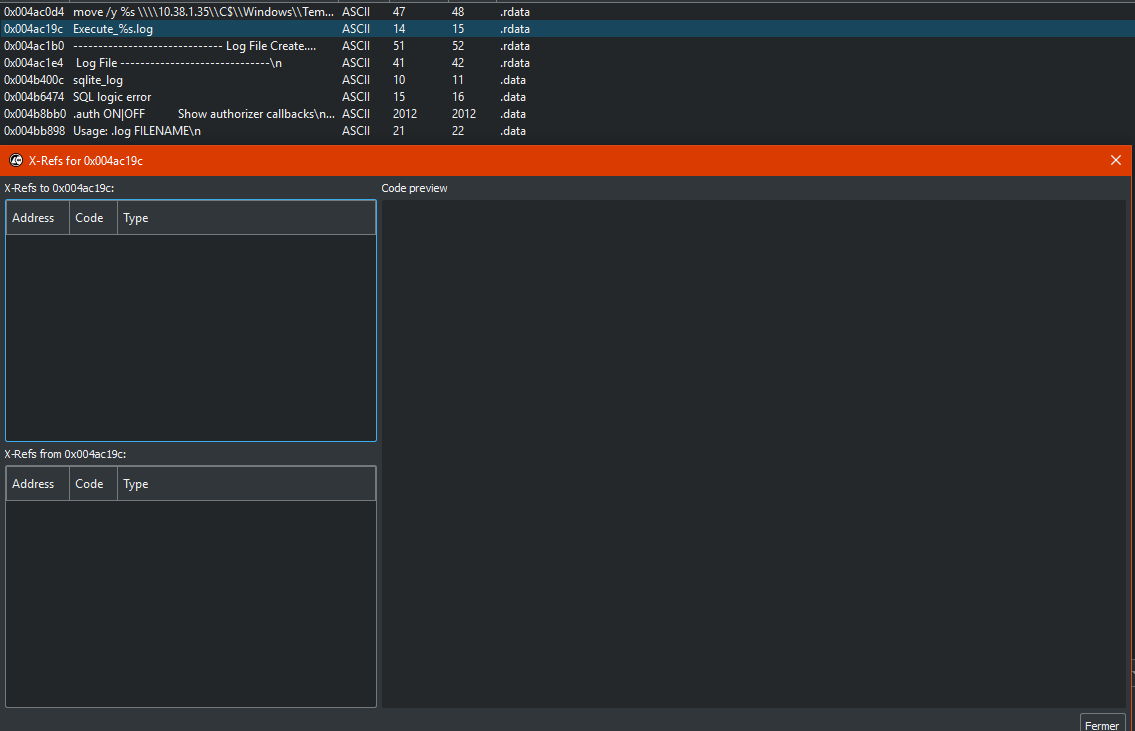 0x004ac0d4 move /y %s \\\\10.38.1.35\\C$\\Windows\\Tem... ASCII 47 48 .rdata
0x004ac19c Execute_%s.log ASCII 14 15 .rdata
0x004ac1b0 ------------------------------ Log File Create.... ASCII 51 52 .rdata
0x004ac1e4 Log File ------------------------------\n ASCII 41 42 .rdata
0x004b400c sqlite_log ASCII 10 11 .data
0x004b6474 SQL logic error ASCII 15 16 .data
0x004b8bb0 .auth ON|OFF Show authorizer callbacks\n... ASCII 2012 2012 .data
0x004bb898 Usage: .log FILENAME\n ASCII 21 22 .data
X-Refs for 0x004ac19c
X-Refs to 0x004ac19c:
Code preview
Address Code Type
X-Refs from 0x004ac19c:
Address Code Type
Fermer